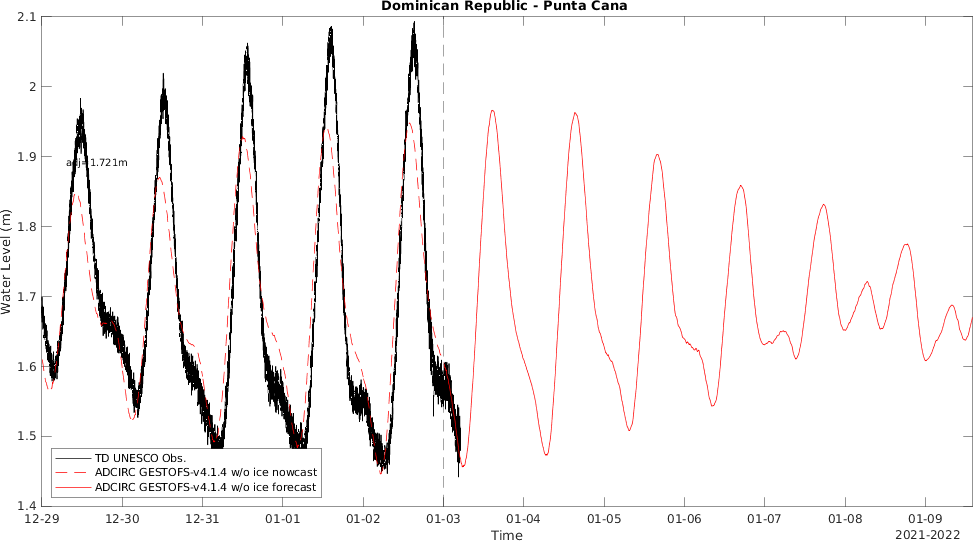 Dominican Republic - Punta Cana
2.1
2
1.9
1.8
1.7
1.6
1.5
1.4
Water Level (m)
adj=1.721m
TD UNESCO Obs.
ADCIRC GESTOFS-v4.1.4 w/o ice nowcast
ADCIRC GESTOFS-v4.1.4 w/o ice forecast
12-29 12-30 12-31 01-01 01-02 01-03 01-04 01-05 01-06 01-07 01-08 01-09
Time
2021-2022